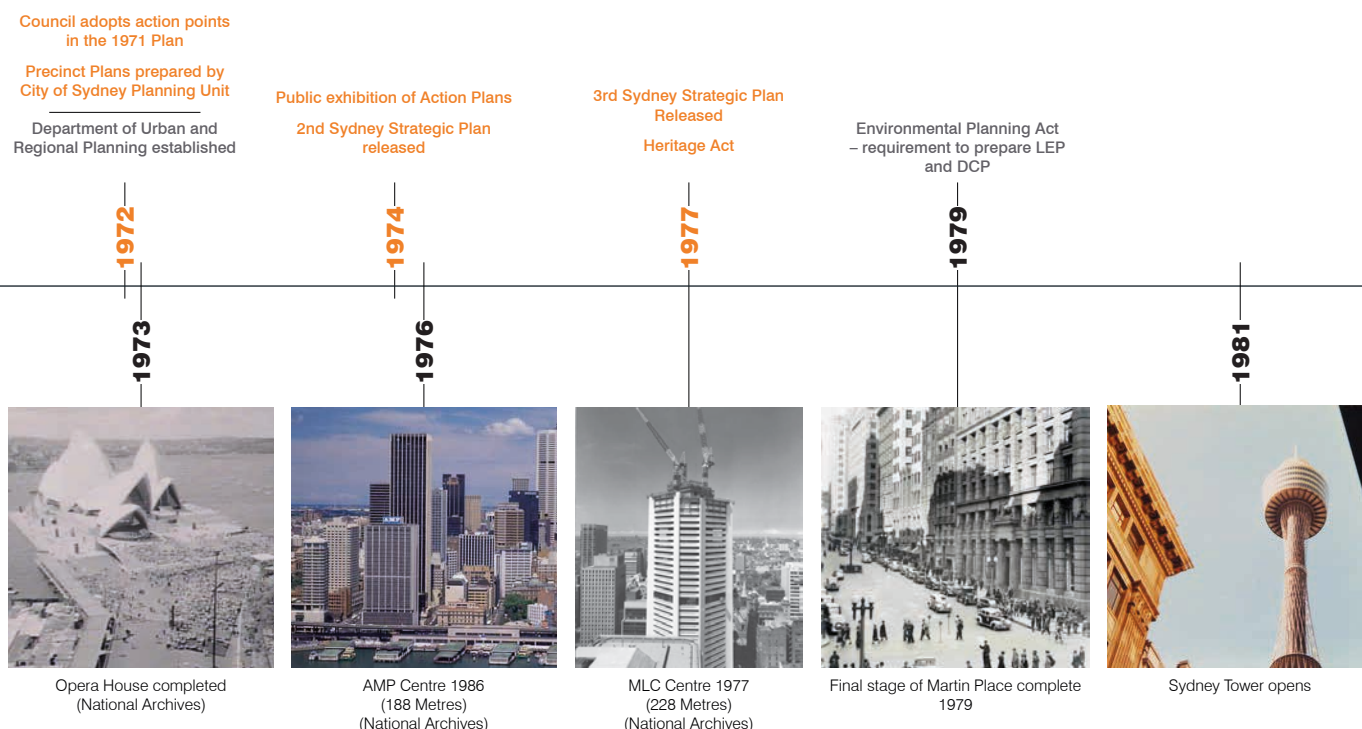 Council adopts action points
in the 1971 Plan
Precinct Plans prepared by
City of Sydney Planning Unit
Department of Urban and
Regional Planning established
1972
Public exhibition of Action Plans
2nd Sydney Strategic Plan
released
1974
3rd Sydney Strategic Plan
Released
Heritage Act
1977
Environmental Planning Act
– requirement to prepare LEP
and DCP
1979
1973
1976
1981
AMP
Opera House completed
(National Archives)
AMP Centre 1986
(188 Metres)
(National Archives)
MLC Centre 1977
(228 Metres)
(National Archives)
Final stage of Martin Place complete
1979
Sydney Tower opens